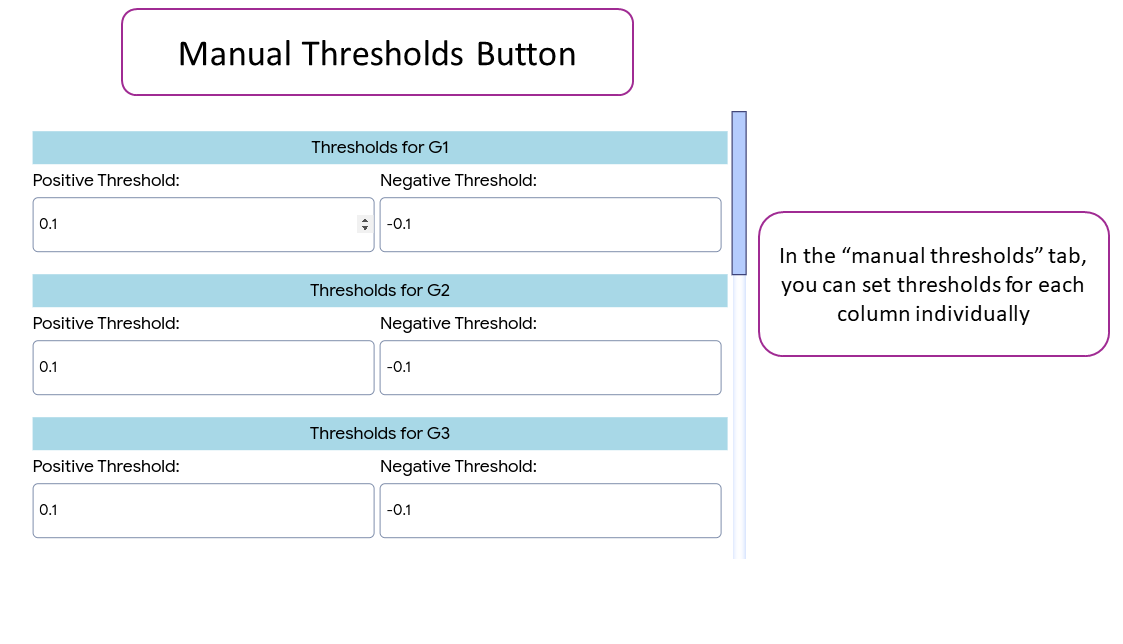 Manual Thresholds Button
Thresholds for G1
Positive Threshold: Negative Threshold:
0.1 -0.1
Thresholds for G2
Positive Threshold: Negative Threshold:
0.1 -0.1
Thresholds for G3
Positive Threshold: Negative Threshold:
0.1 -0.1
In the “manual thresholds” tab,
you can set thresholds for each
column individually